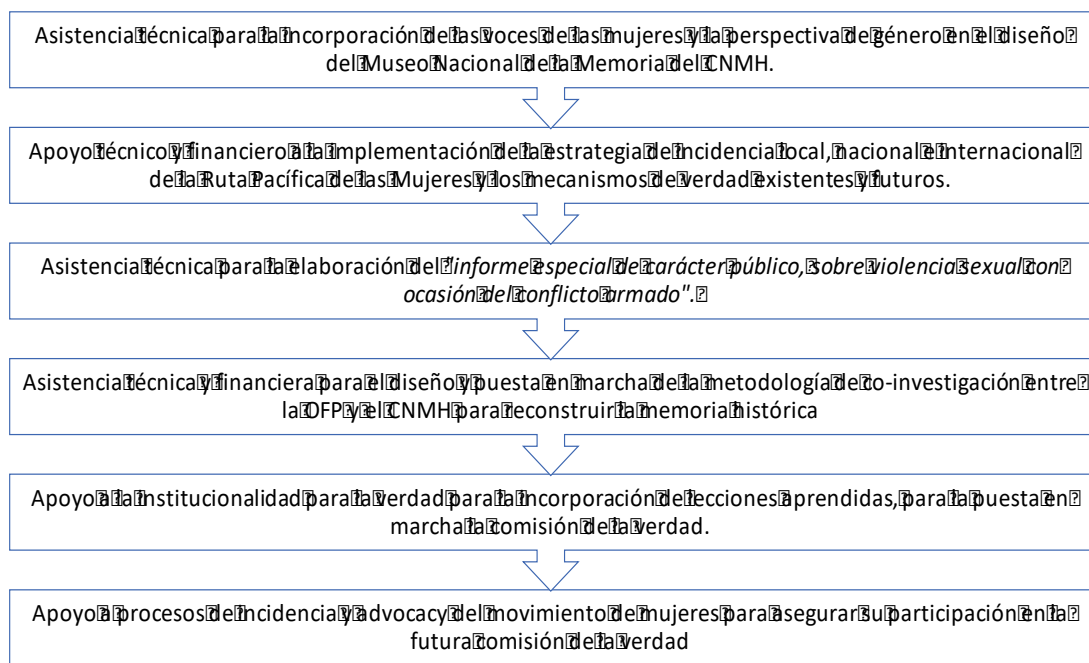 Asistencia técnica para la incorporación de las voces de las mujeres y la perspectiva de género en el diseño
del Museo Nacional de la Memoria del CNMH.
Apoyo técnico y financiero a la implementación de la estrategia de incidencia local, nacional e internacional
de la Ruta Pacífica de las Mujeres y los mecanismos de verdad existentes y futuros.
Asistencia técnica para la elaboración del "informe especial de carácter público, sobre violencia sexual con
ocasión del conflicto armado".
Asistencia técnica y financiera para el diseño y puesta en marcha de la metodología de co-investigación entre
la OFP y el CNMH para reconstruir la memoria histórica
Apoyo a la institucionalidad para la verdad para la incorporación de lecciones aprendidas, para la puesta en
marcha la comisión de la verdad.
Apoyo a procesos de incidencia y advocacy del movimiento de mujeres para asegurar su participación en la
futura comisión de la verdad